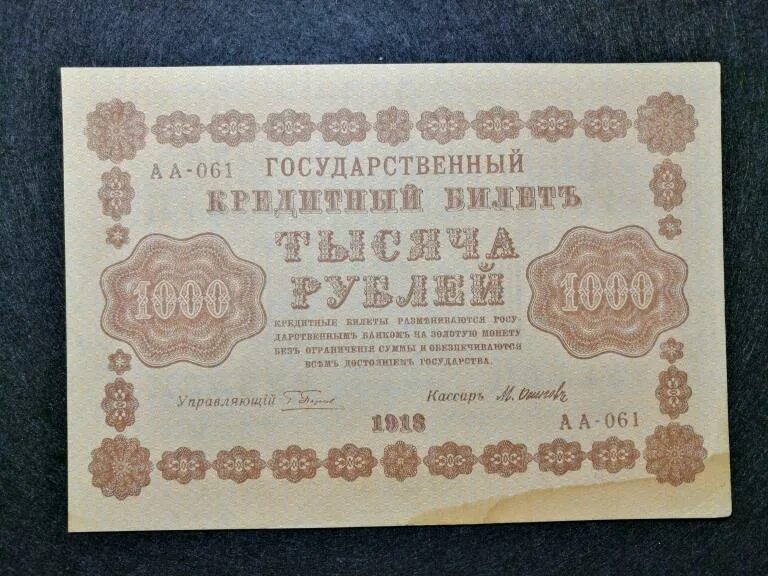 АА-061 ГОСУДАРСТВЕННЫЙ
КРЕДИТНЫЙ БИЛЕТЪ
ТЫСЯЧА
РУБЛЕЙ
1000
1000
КРЕДИТНЫЕ БИЛЕТЫ РАЗМѢНИВАЮТСЯ ГОСУ-
ДАРСТВЕННЫМЪ БАНКОМЪ НА ЗОЛОТУЮ МОНЕТУ
БЕЗЪ ОГРАНИЧЕНІЯ СУММЫ И ОБЕЗПЕЧИВАЮТСЯ
ВСѢМЪ ДОСТОЯНІЕМЪ ГОСУДАРСТВА.
Управляющій
Кассиръ М. Осиповъ
1918
АА-061